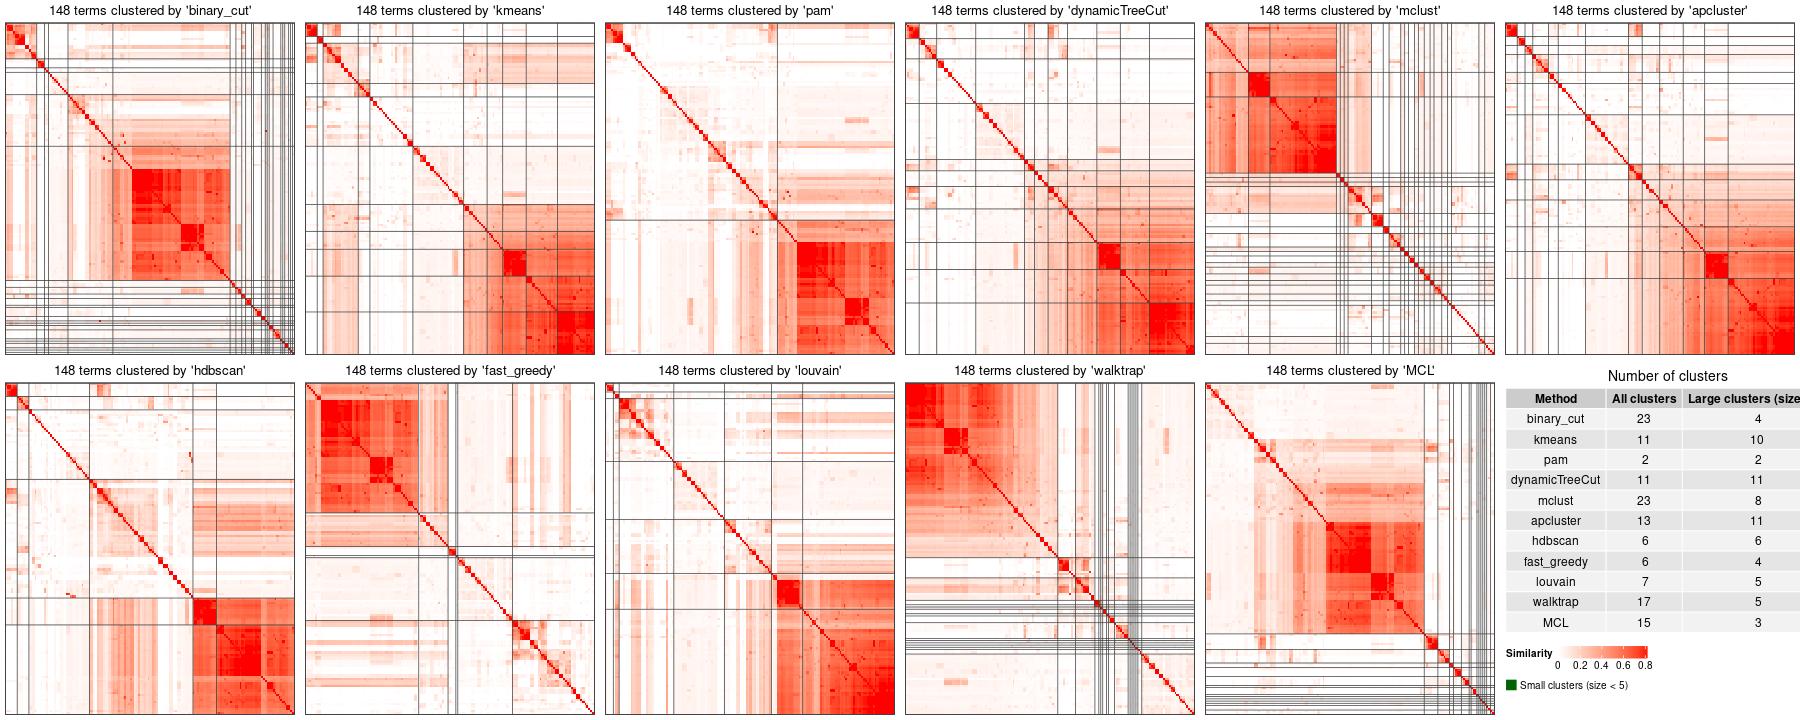 148 terms clustered by 'binary_cut'
148 terms clustered by 'kmeans'
148 terms clustered by 'pam'
148 terms clustered by 'dynamicTreeCut'
148 terms clustered by 'mclust'
148 terms clustered by 'apcluster'
148 terms clustered by 'hdbscan'
148 terms clustered by 'fast_greedy'
148 terms clustered by 'louvain'
148 terms clustered by 'walktrap'
148 terms clustered by 'MCL'
Number of clusters
Method All clusters Large clusters (size
binary_cut 23 4
kmeans 11 10
pam 2 2
dynamicTreeCut 11 11
mclust 23 8
apcluster 13 11
hdbscan 6 6
fast_greedy 6 4
louvain 7 5
walktrap 17 5
MCL 15 3
Similarity
0 0.2 0.4 0.6 0.8
Small clusters (size < 5)